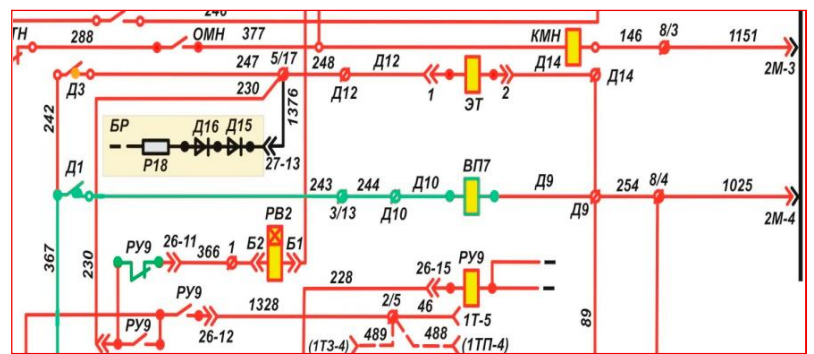 246
ТН 288 ОМН 377 КМН 146 8/3 1151
2М-3
Д3 247 5/17 248 Д12 Д14
230 Д12 1 ЭТ 2 Д14
242 1376
БР Д16 Д15
Р18 27-13
Д1 243 244 Д10 ВП7 Д9 254 8/4 1025
3/13 Д10 Д9 2М-4
367 230 РУ9 26-11 366 1 Б2 РВ2 Б1
228 26-15 РУ9
РУ9 1328 2/5 46 1Т-5
РУ9 26-12 89
(1ТЗ-4) 489 488 (1ТП-4)